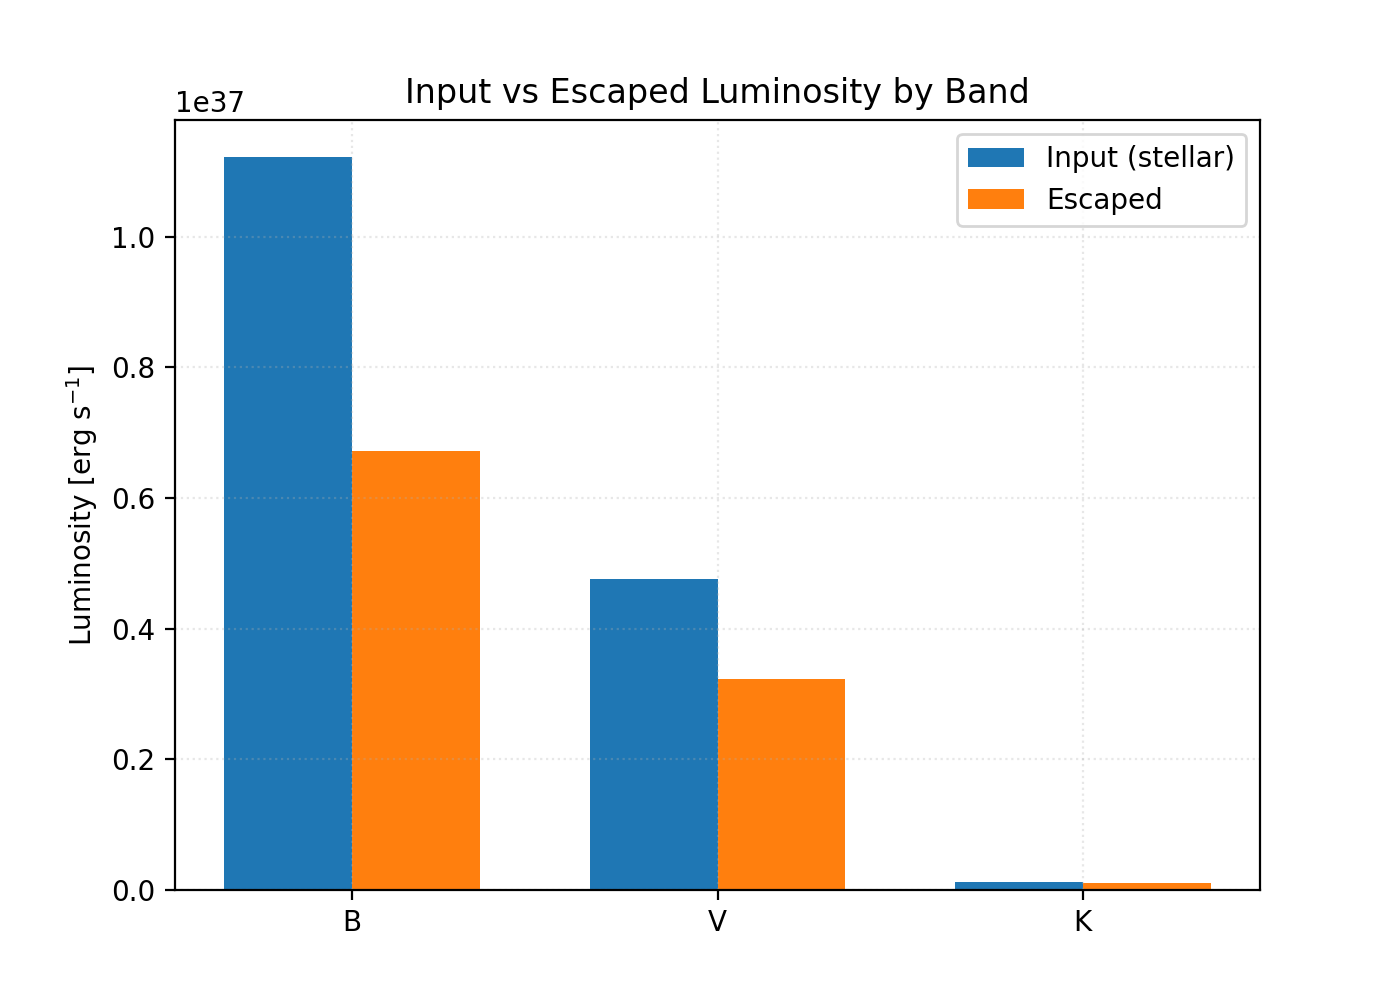 Input vs Escaped Luminosity by Band
1e37
Input (stellar)
Escaped
Luminosity [erg s⁻¹]
1.0
0.8
0.6
0.4
0.2
0.0
B V K